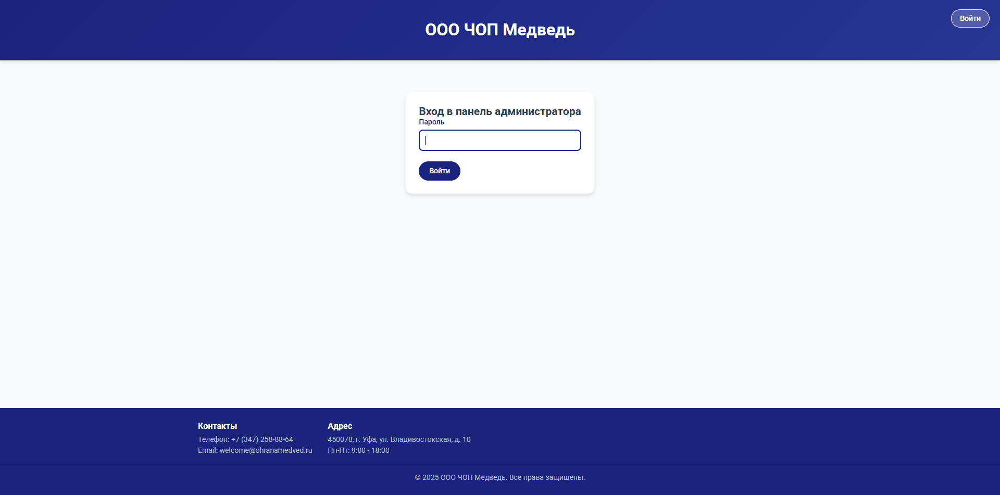 ООО ЧОП Медведь
Войти
Вход в панель администратора
Пароль
Войти
Контакты
Телефон: +7 (347) 258-88-64
Email: welcome@ohranamedved.ru
Адрес
450078, г. Уфа, ул. Владивостокская, д. 10
Пн-Пт: 9:00 - 18:00
© 2025 ООО ЧОП Медведь. Все права защищены.